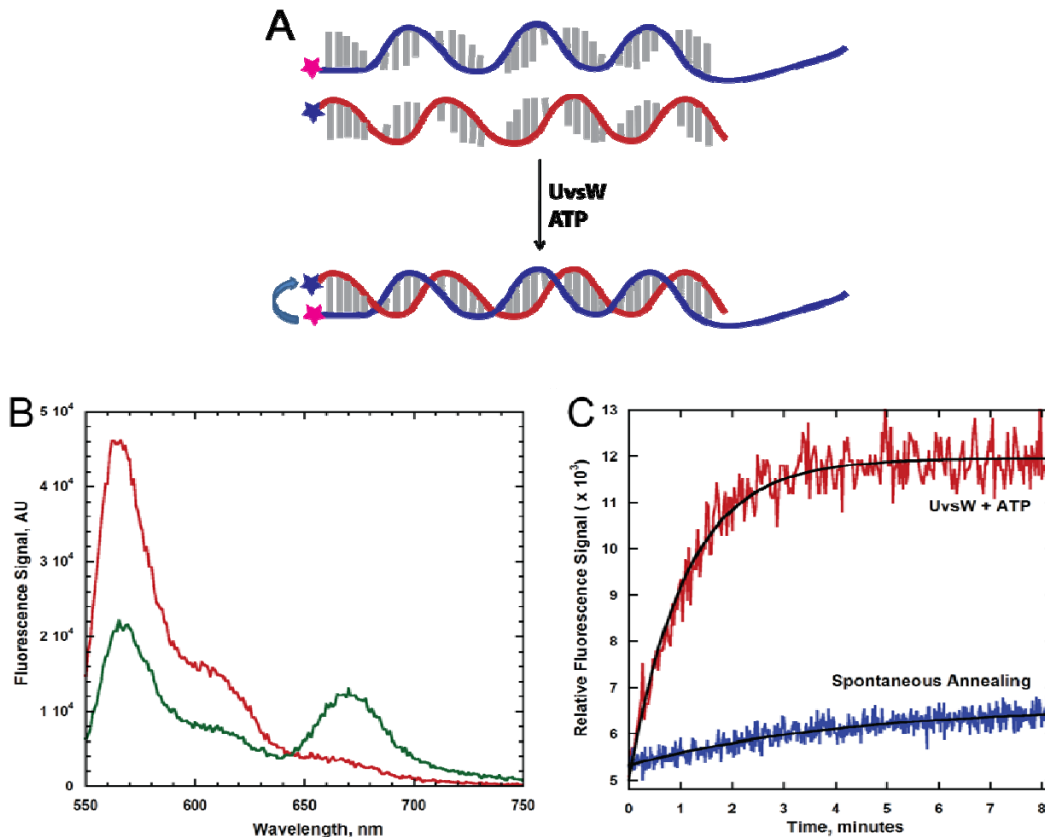 A
UvsW
ATP
B
Fluorescence Signal, AU
5 10⁴
4 10⁴
3 10⁴
2 10⁴
1 10⁴
0
550
600
650
700
750
Wavelength, nm
C
Relative Fluorescence Signal ( x 10³)
13
12
11
10
9
8
7
6
5
UvsW + ATP
Spontaneous Annealing
0
1
2
3
4
5
6
7
8
Time, minutes